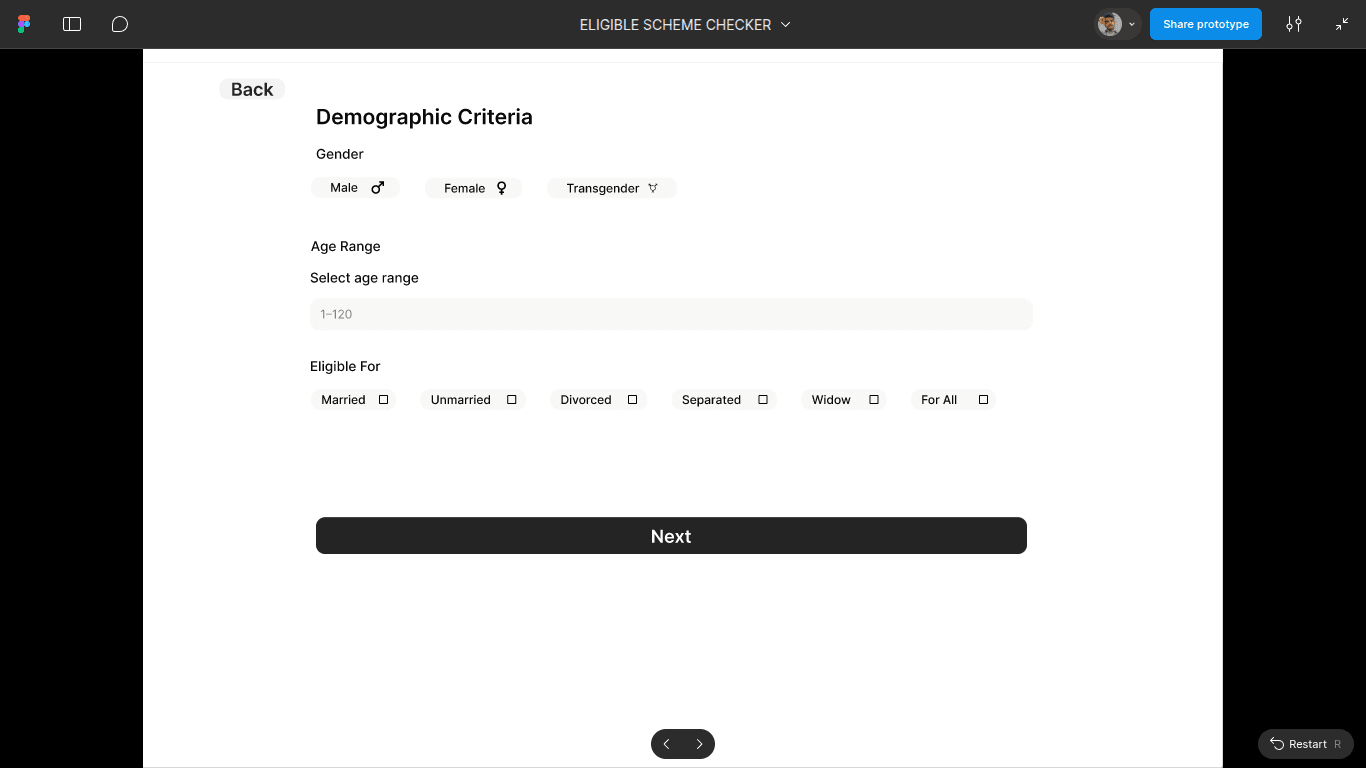 ELIGIBLE SCHEME CHECKER
Share prototype
Back
Demographic Criteria
Gender
Male
Female
Transgender
Age Range
Select age range
1–120
Eligible For
Married
Unmarried
Divorced
Separated
Widow
For All
Next
Restart R